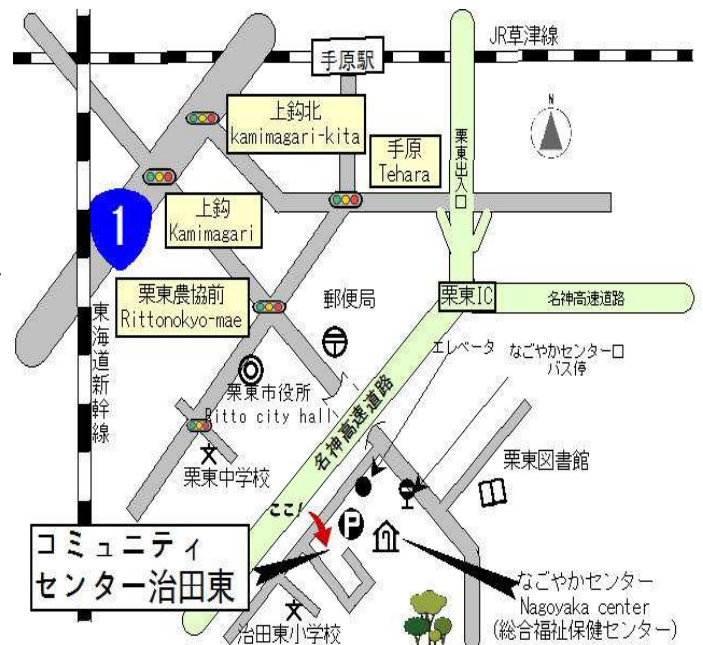 JR草津線
手原駅
上鈎北
kamimagari-kita
手原
Tehara
栗東出入口
N
上鈎
Kamimagari
1
栗東農協前
Rittonokyo-mae
郵便局
栗東IC
名神高速道路
東海道新幹線
エレベータ
なごやかセンター口
バス停
栗東市役所
Ritto city hall
名神高速道路
栗東中学校
栗東図書館
ここ!
P
コミュニティ
センター治田東
なごやかセンター
Nagoyaka center
(総合福祉保健センター)
治田東小学校